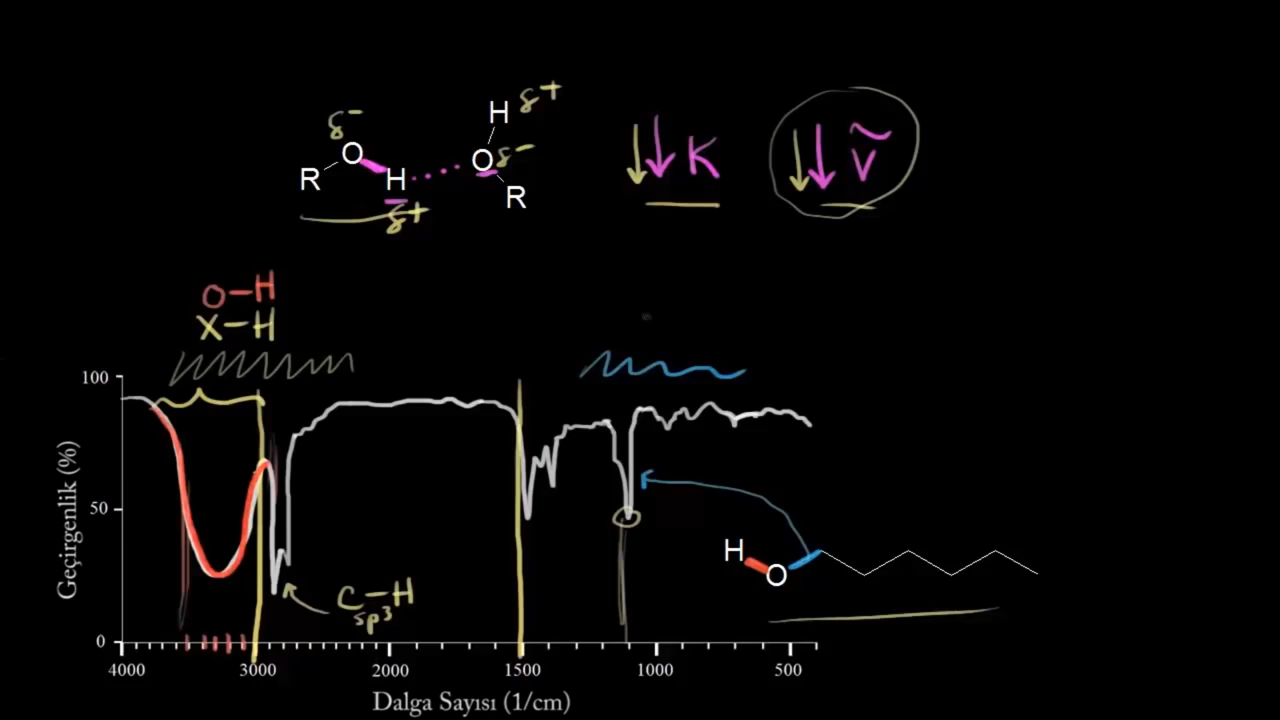 δ- H δ+
O O δ-
R H R
δ+
K ṽ
O-H
X-H
100
50
0
Geçirgenlik (%)
C-H
sp3
H
O
4000 3000 2000 1500 1000 500
Dalga Sayısı (1/cm)